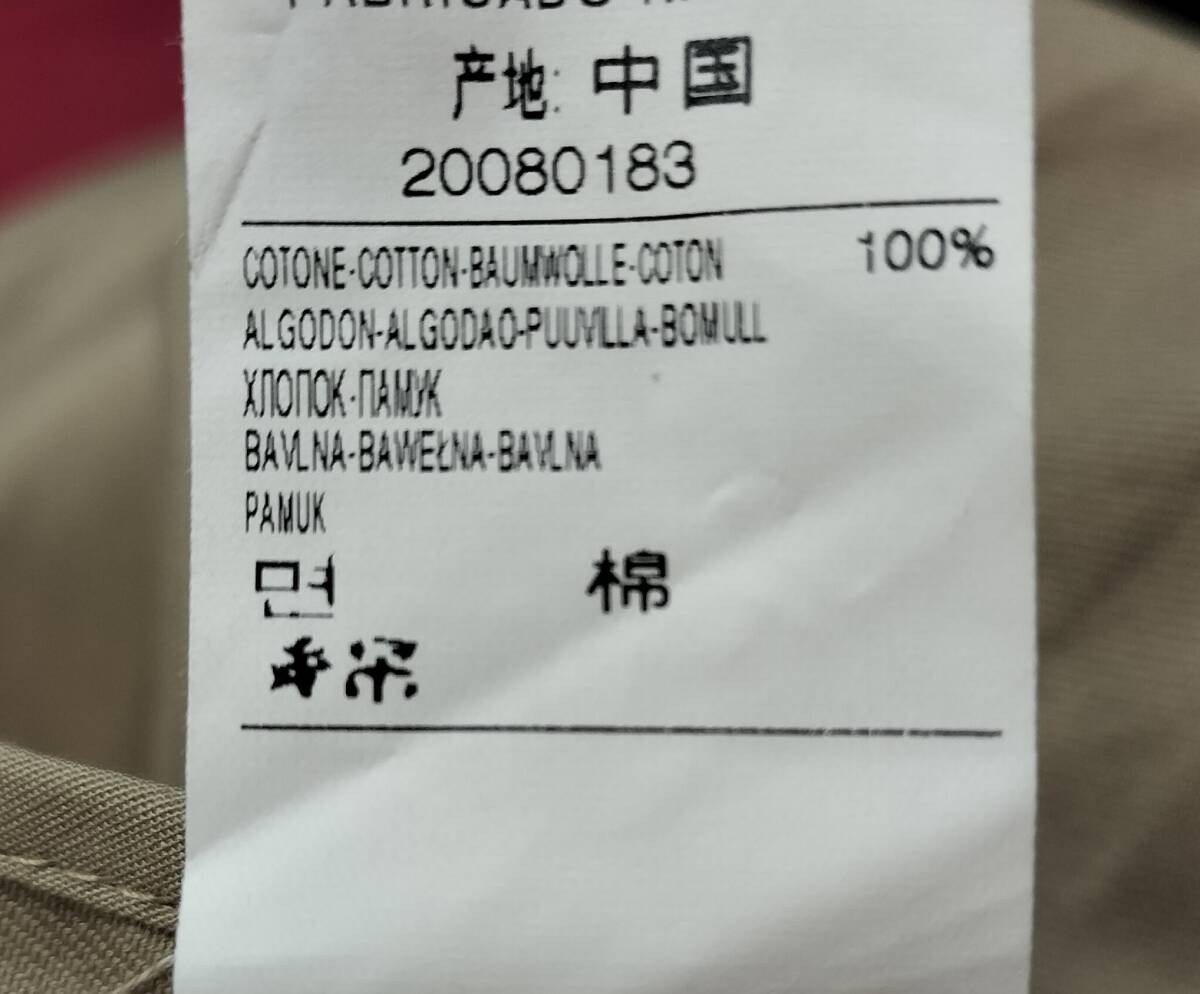 FABRICADO
产地: 中国
20080183
COTONE-COTTON-BAUMWOLLE-COTON 100%
ALGODON-ALGODAO-PUUVILLA-BOMULL
ХЛОПОК-ПАМУК
BAVLNA-BAWEŁNA-BAVLNA
PAMUK
면 棉